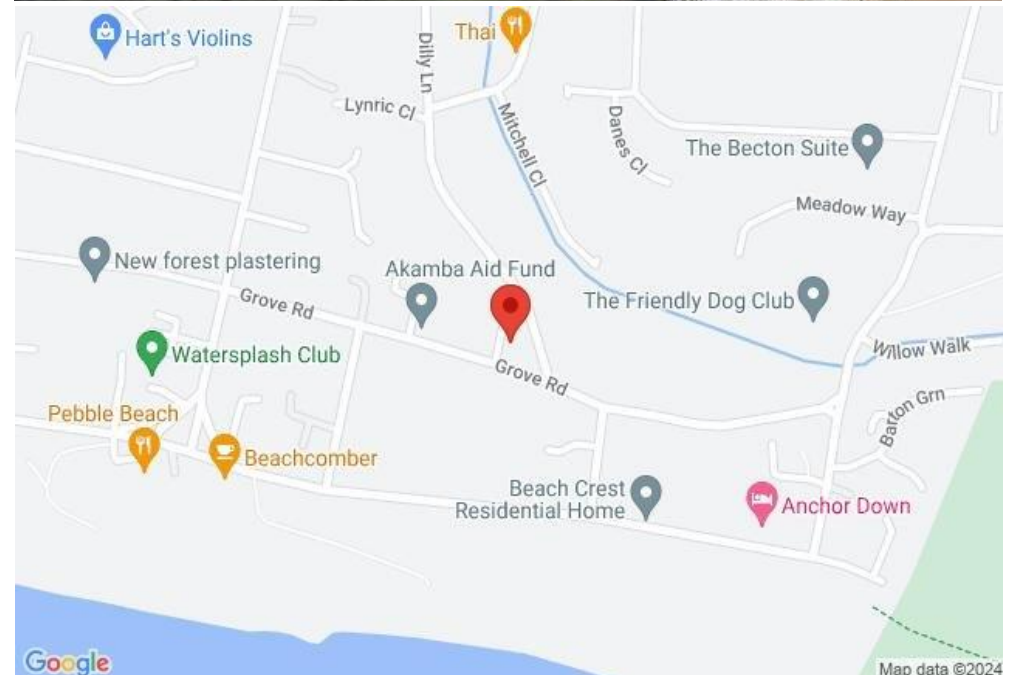 Hart's Violins
Thai
Dilly Ln
Lynric Cl
Mitchell Cl
Danes Cl
The Becton Suite
Meadow Way
New forest plastering
Akamba Aid Fund
Grove Rd
The Friendly Dog Club
Watersplash Club
Willow Walk
Grove Rd
Pebble Beach
Barton Grn
Beachcomber
Beach Crest
Residential Home
Anchor Down
Google
Map data ©2024